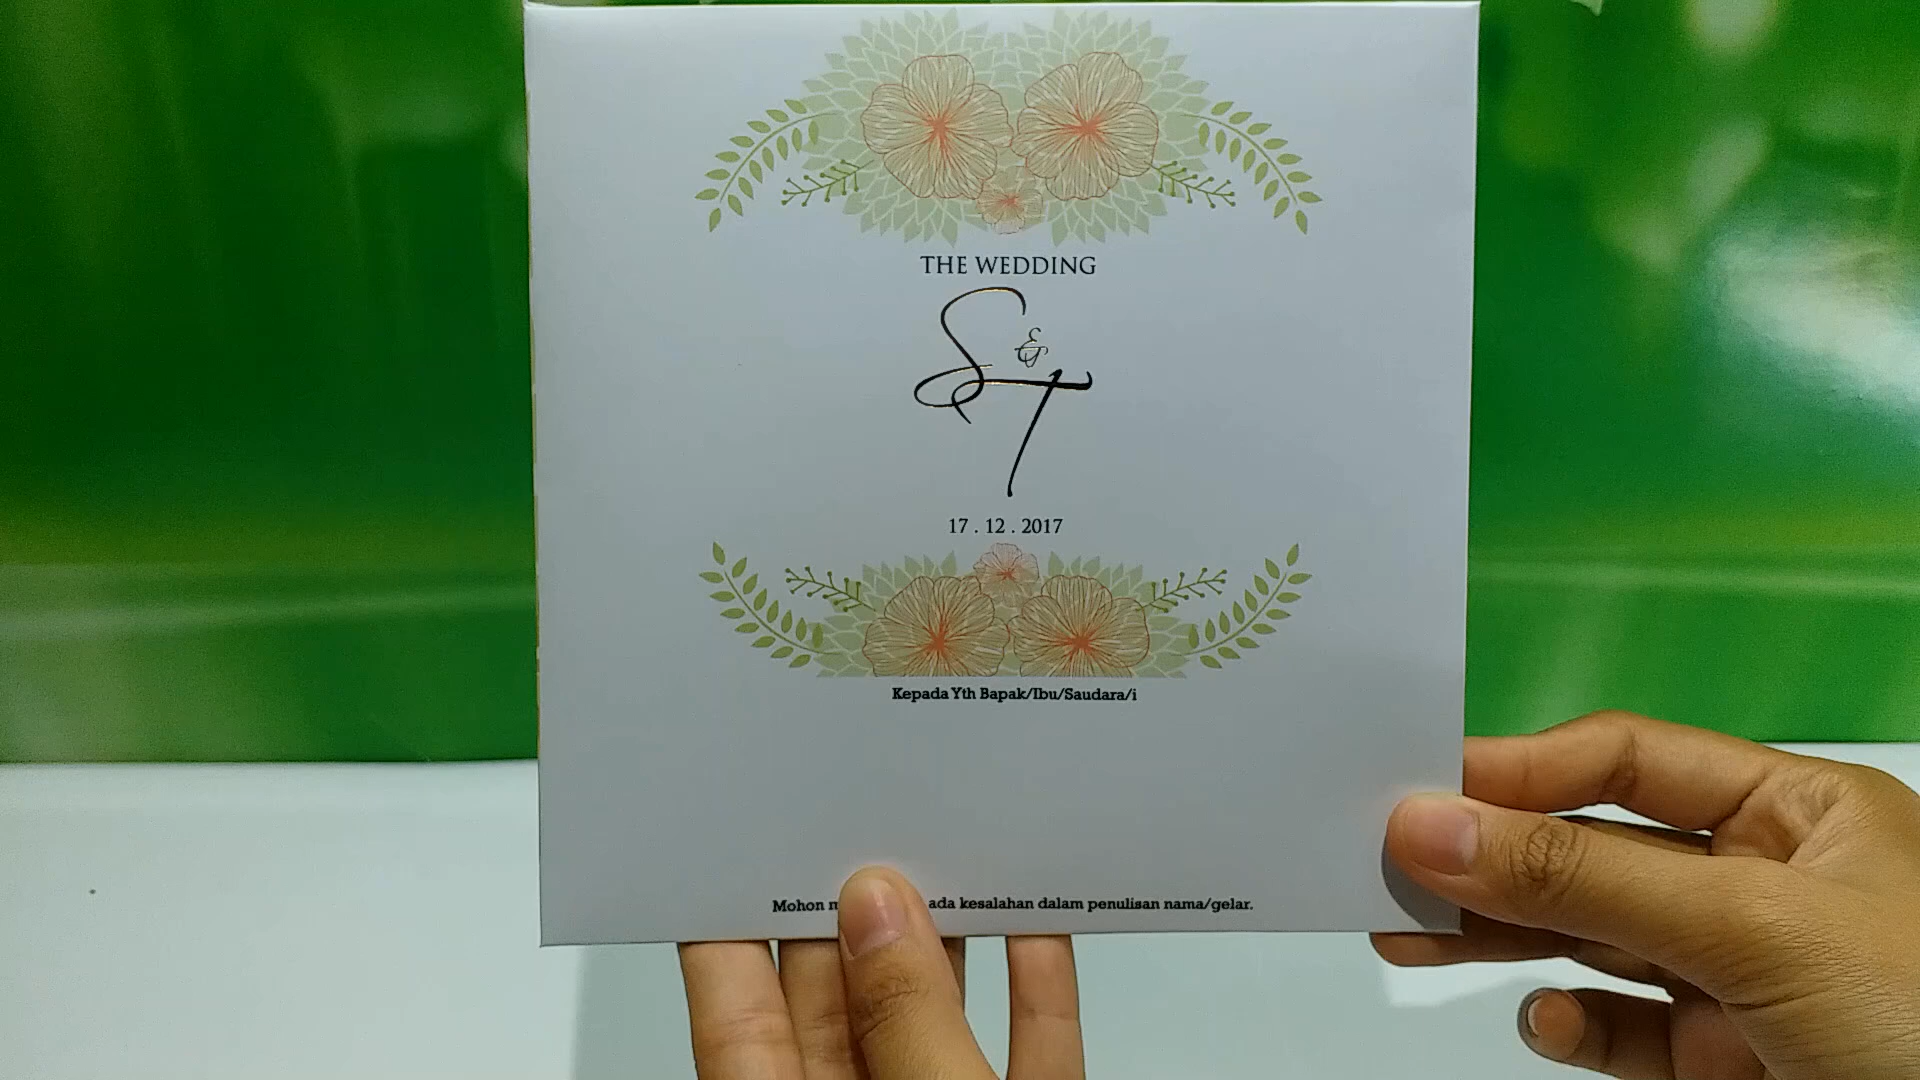 THE WEDDING
S & T
17 . 12 . 2017
Kepada Yth Bapak/Ibu/Saudara/i
Mohon ada kesalahan dalam penulisan nama/gelar.